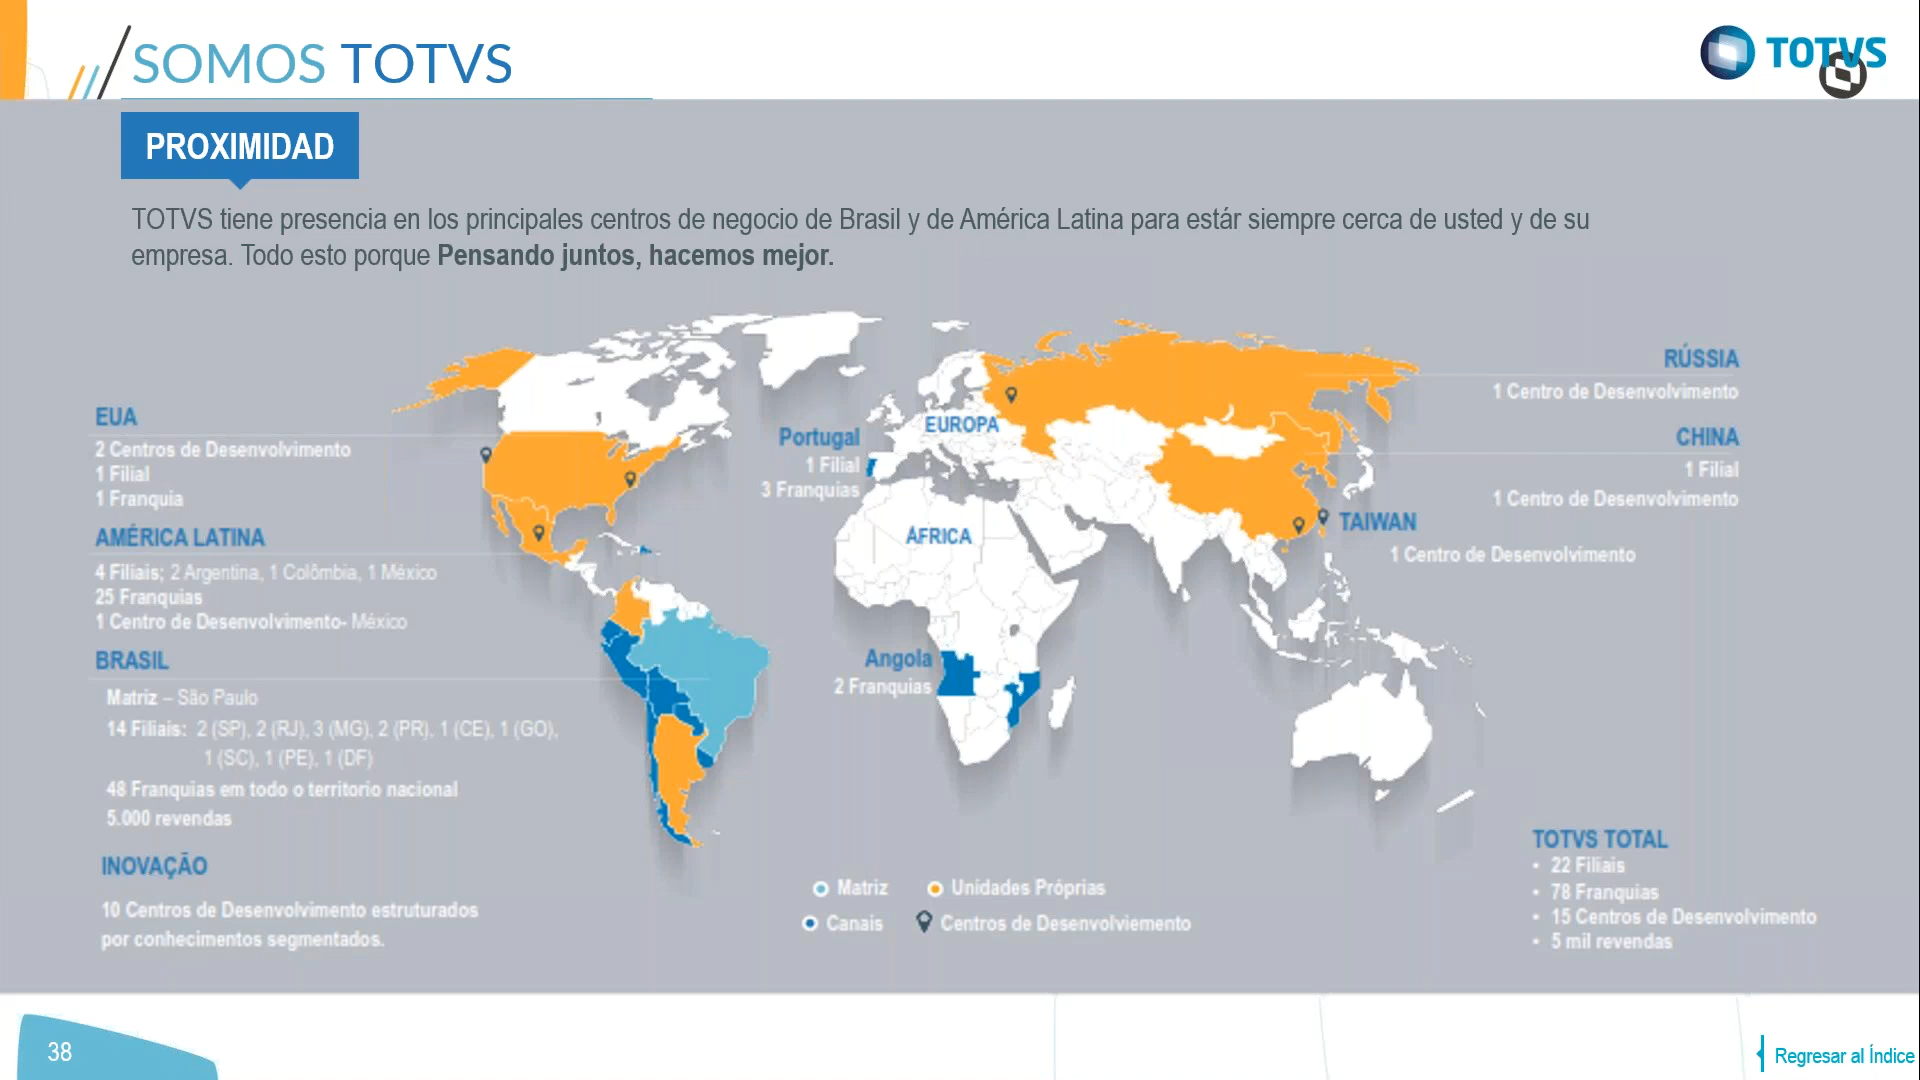 SOMOS TOTVS
TOTVS
PROXIMIDAD
TOTVS tiene presencia en los principales centros de negocio de Brasil y de América Latina para estár siempre cerca de usted y de su
empresa. Todo esto porque Pensando juntos, hacemos mejor.
EUA
2 Centros de Desenvolvimento
1 Filial
1 Franquia
AMÉRICA LATINA
4 Filiais; 2 Argentina, 1 Colômbia, 1 México
25 Franquias
1 Centro de Desenvolvimento- México
BRASIL
Matriz – São Paulo
14 Filiais: 2 (SP), 2 (RJ), 3 (MG), 2 (PR), 1 (CE), 1 (GO),
1 (SC), 1 (PE), 1 (DF)
48 Franquias em todo o territorio nacional
5.000 revendas
INOVAÇÃO
10 Centros de Desenvolvimento estruturados
por conhecimentos segmentados.
Portugal
1 Filial
3 Franquias
EUROPA
ÁFRICA
Angola
2 Franquias
RÚSSIA
1 Centro de Desenvolvimento
CHINA
1 Filial
1 Centro de Desenvolvimento
TAIWAN
1 Centro de Desenvolvimento
Matriz
Unidades Próprias
Canais
Centros de Desenvolviemento
TOTVS TOTAL
• 22 Filiais
• 78 Franquias
• 15 Centros de Desenvolvimento
• 5 mil revendas
38
Regresar al Índice